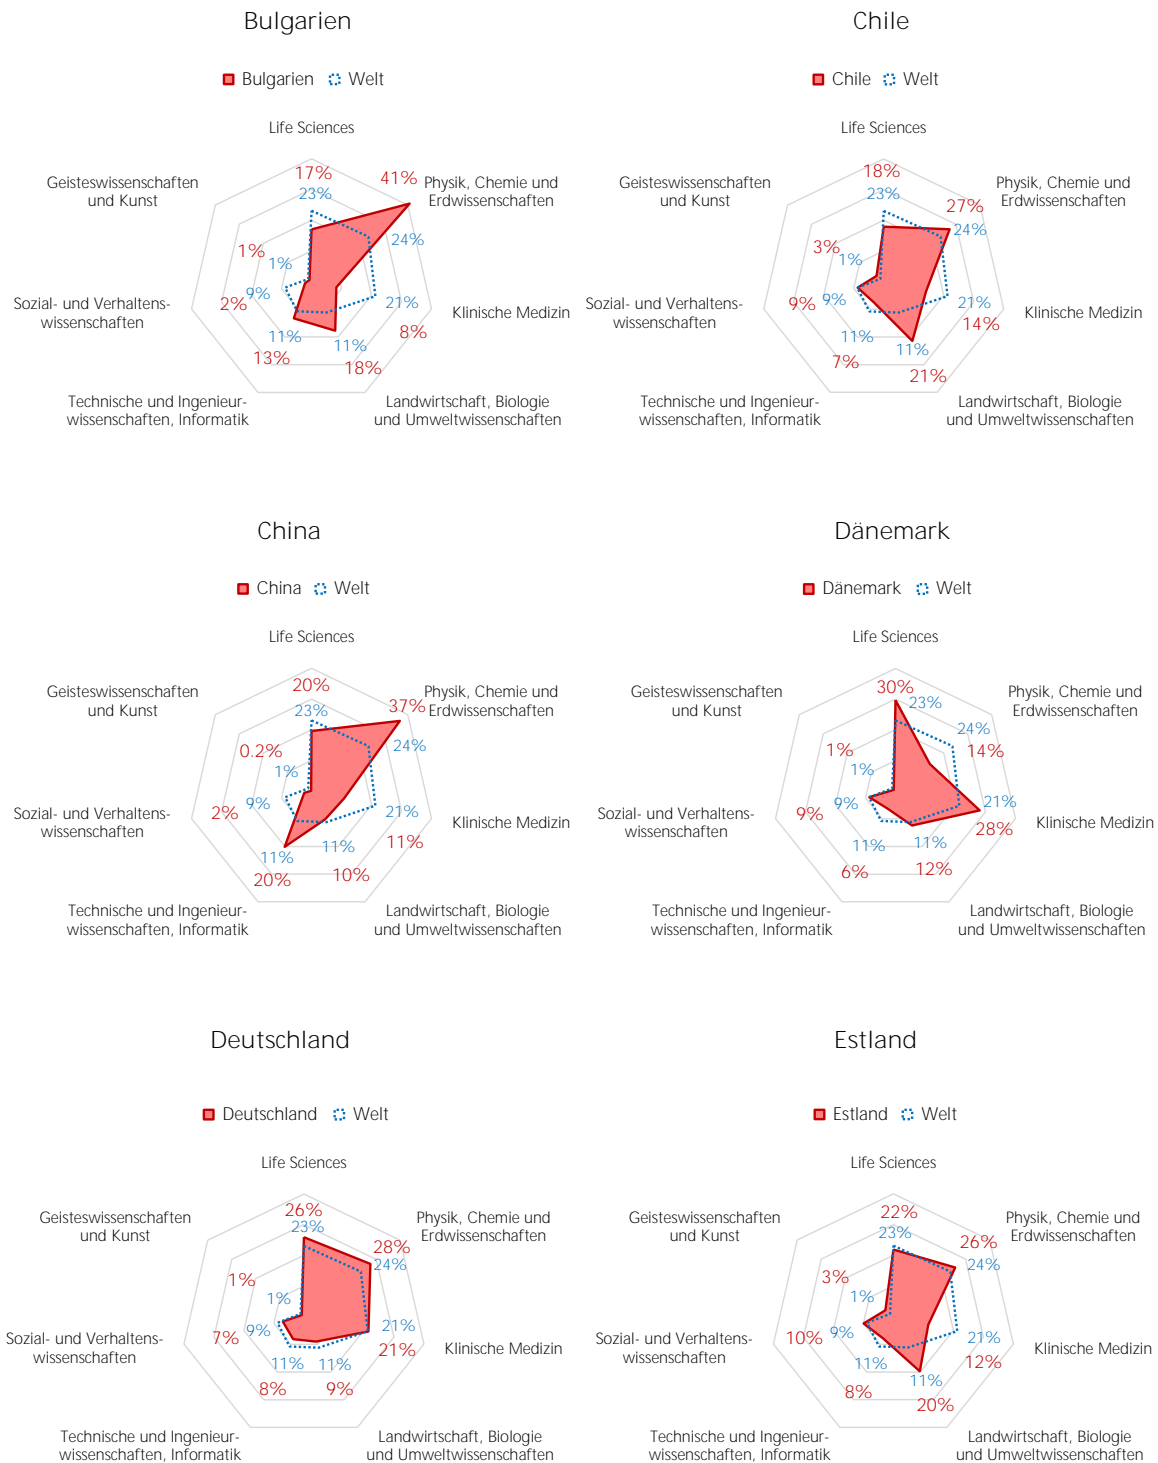 Bulgarien
Bulgarien Welt
Life Sciences
Geisteswissenschaften
und Kunst
17%
23%
41%
Physik, Chemie und
Erdwissenschaften
24%
1%
1%
Sozial- und Verhaltens-
wissenschaften
2%
9%
21%
8%
Klinische Medizin
11%
13%
11%
18%
Technische und Ingenieur-
wissenschaften, Informatik
Landwirtschaft, Biologie
und Umweltwissenschaften
Chile
Chile Welt
Life Sciences
Geisteswissenschaften
und Kunst
18%
23%
27%
Physik, Chemie und
Erdwissenschaften
24%
3%
1%
Sozial- und Verhaltens-
wissenschaften
9%
9%
21%
14%
Klinische Medizin
11%
7%
11%
21%
Technische und Ingenieur-
wissenschaften, Informatik
Landwirtschaft, Biologie
und Umweltwissenschaften
China
China Welt
Life Sciences
Geisteswissenschaften
und Kunst
20%
23%
37%
Physik, Chemie und
Erdwissenschaften
24%
0.2%
1%
Sozial- und Verhaltens-
wissenschaften
2%
9%
21%
11%
Klinische Medizin
11%
20%
11%
10%
Technische und Ingenieur-
wissenschaften, Informatik
Landwirtschaft, Biologie
und Umweltwissenschaften
Dänemark
Dänemark Welt
Life Sciences
Geisteswissenschaften
und Kunst
30%
23%
Physik, Chemie und
Erdwissenschaften
24%
14%
1%
1%
Sozial- und Verhaltens-
wissenschaften
9%
9%
21%
28%
Klinische Medizin
11%
6%
11%
12%
Technische und Ingenieur-
wissenschaften, Informatik
Landwirtschaft, Biologie
und Umweltwissenschaften
Deutschland
Deutschland Welt
Life Sciences
Geisteswissenschaften
und Kunst
26%
23%
28%
Physik, Chemie und
Erdwissenschaften
24%
1%
1%
Sozial- und Verhaltens-
wissenschaften
7%
9%
21%
21%
Klinische Medizin
11%
8%
11%
9%
Technische und Ingenieur-
wissenschaften, Informatik
Landwirtschaft, Biologie
und Umweltwissenschaften
Estland
Estland Welt
Life Sciences
Geisteswissenschaften
und Kunst
22%
23%
26%
Physik, Chemie und
Erdwissenschaften
24%
3%
1%
Sozial- und Verhaltens-
wissenschaften
10%
9%
21%
12%
Klinische Medizin
11%
8%
11%
20%
Technische und Ingenieur-
wissenschaften, Informatik
Landwirtschaft, Biologie
und Umweltwissenschaften